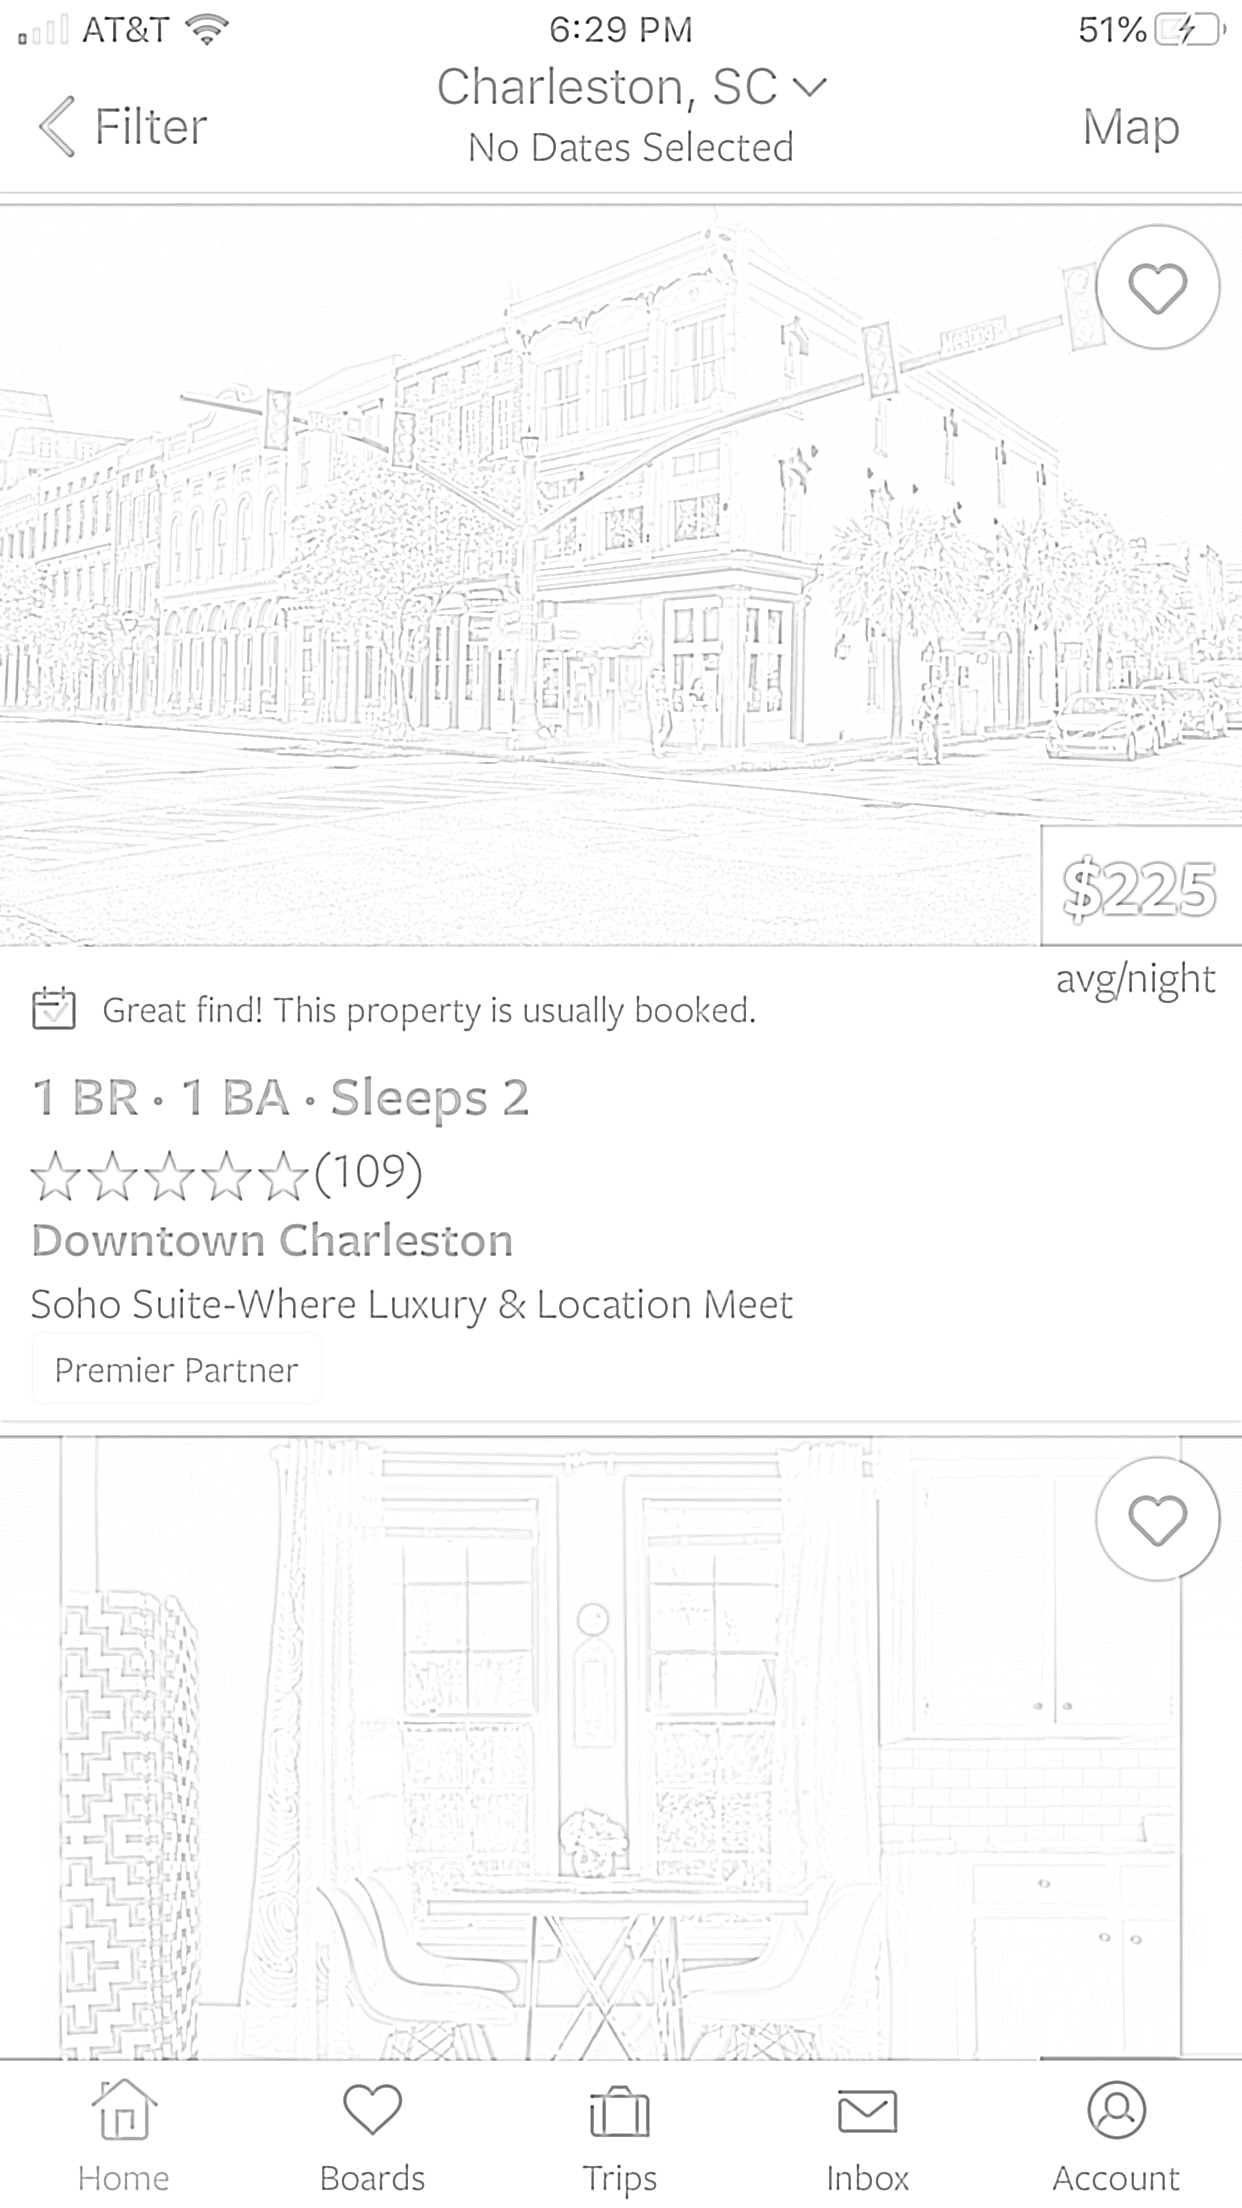 AT&T 6:29 PM 51%
Filter Charleston, SC Map
No Dates Selected
Meeting St
$225
avg/night
Great find! This property is usually booked.
1 BR · 1 BA · Sleeps 2
(109)
Downtown Charleston
Soho Suite-Where Luxury & Location Meet
Premier Partner
Home Boards Trips Inbox Account